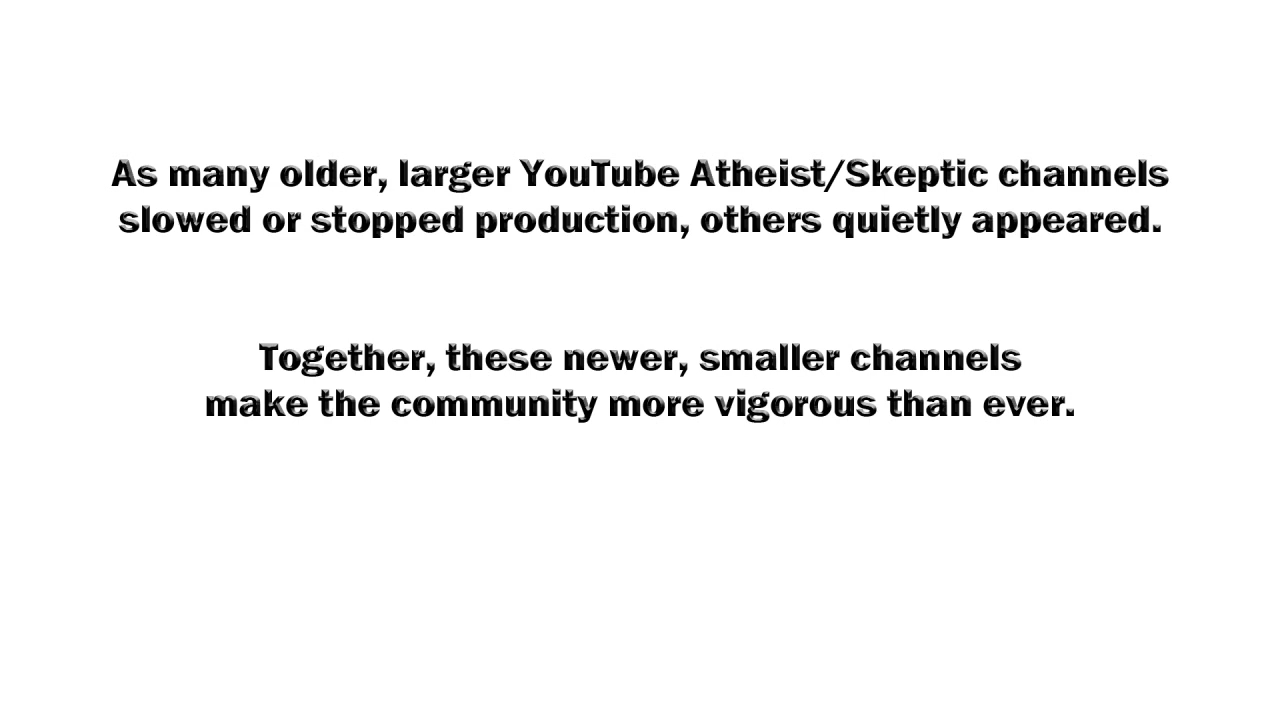 As many older, larger YouTube Atheist/Skeptic channels
slowed or stopped production, others quietly appeared.
Together, these newer, smaller channels
make the community more vigorous than ever.